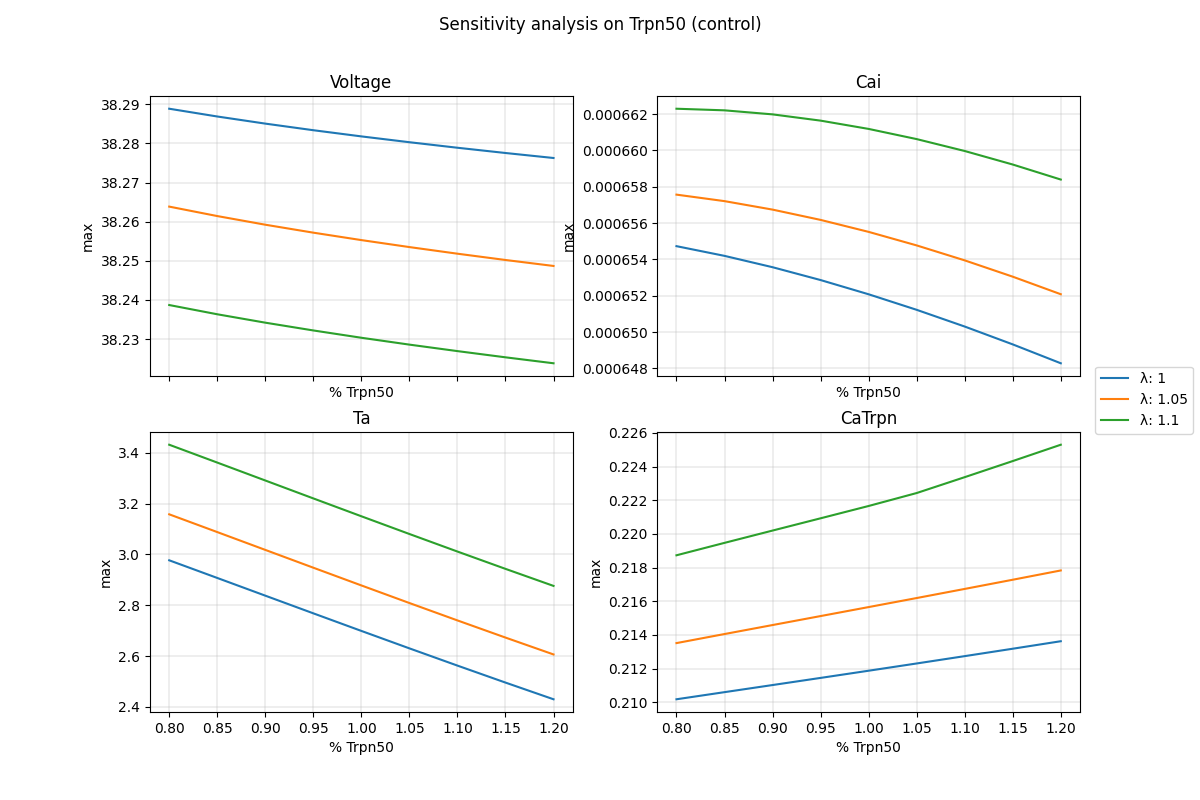 Sensitivity analysis on Trpn50 (control)
Voltage
38.29
38.28
38.27
38.26
38.25
38.24
38.23
max
% Trpn50
Cai
0.000662
0.000660
0.000658
0.000656
0.000654
0.000652
0.000650
0.000648
max
% Trpn50
λ: 1
λ: 1.05
λ: 1.1
Ta
3.4
3.2
3.0
2.8
2.6
2.4
max
0.80 0.85 0.90 0.95 1.00 1.05 1.10 1.15 1.20
% Trpn50
CaTrpn
0.226
0.224
0.222
0.220
0.218
0.216
0.214
0.212
0.210
max
0.80 0.85 0.90 0.95 1.00 1.05 1.10 1.15 1.20
% Trpn50